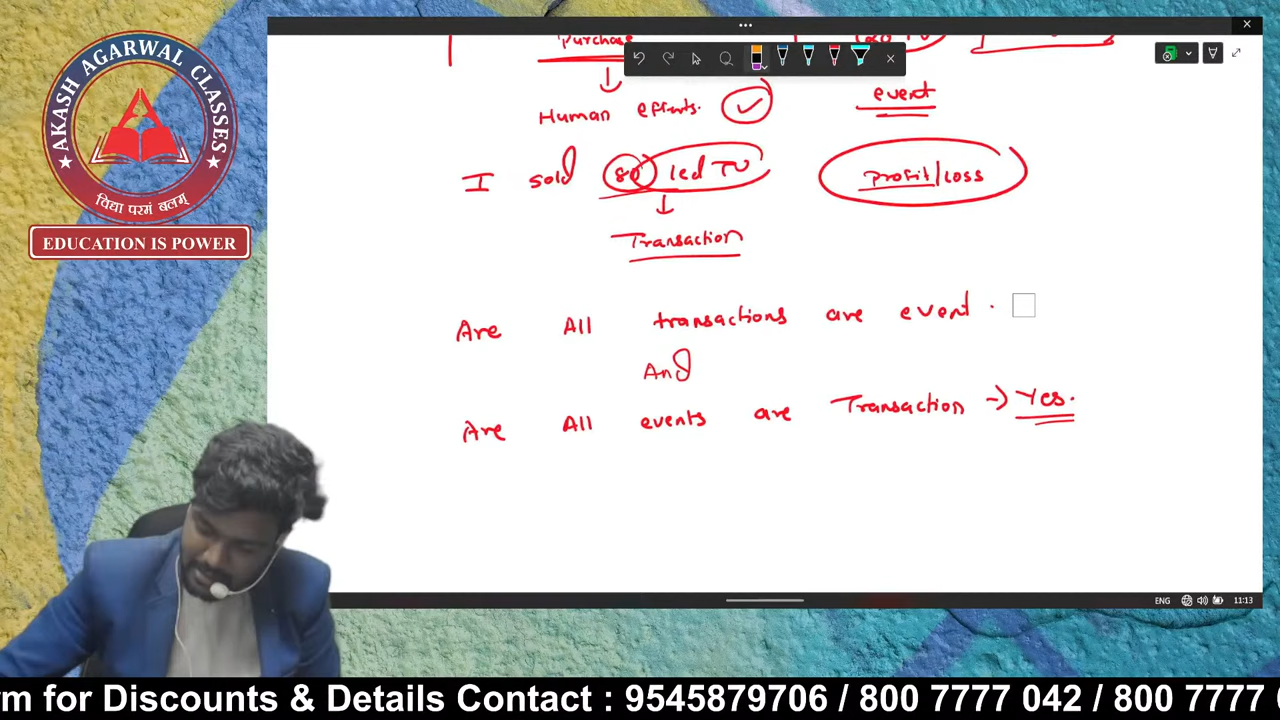 AKASH AGARWAL CLASSES
विद्या परमं बलम्
EDUCATION IS POWER
Purchase
led TV
Human efforts.
event
I sold 80 led TV
profit/loss
Transaction
Are All transactions are event.
And
Are All events are Transaction → Yes.
ENG 11:13
rm for Discounts & Details Contact : 9545879706 / 800 7777 042 / 800 7777